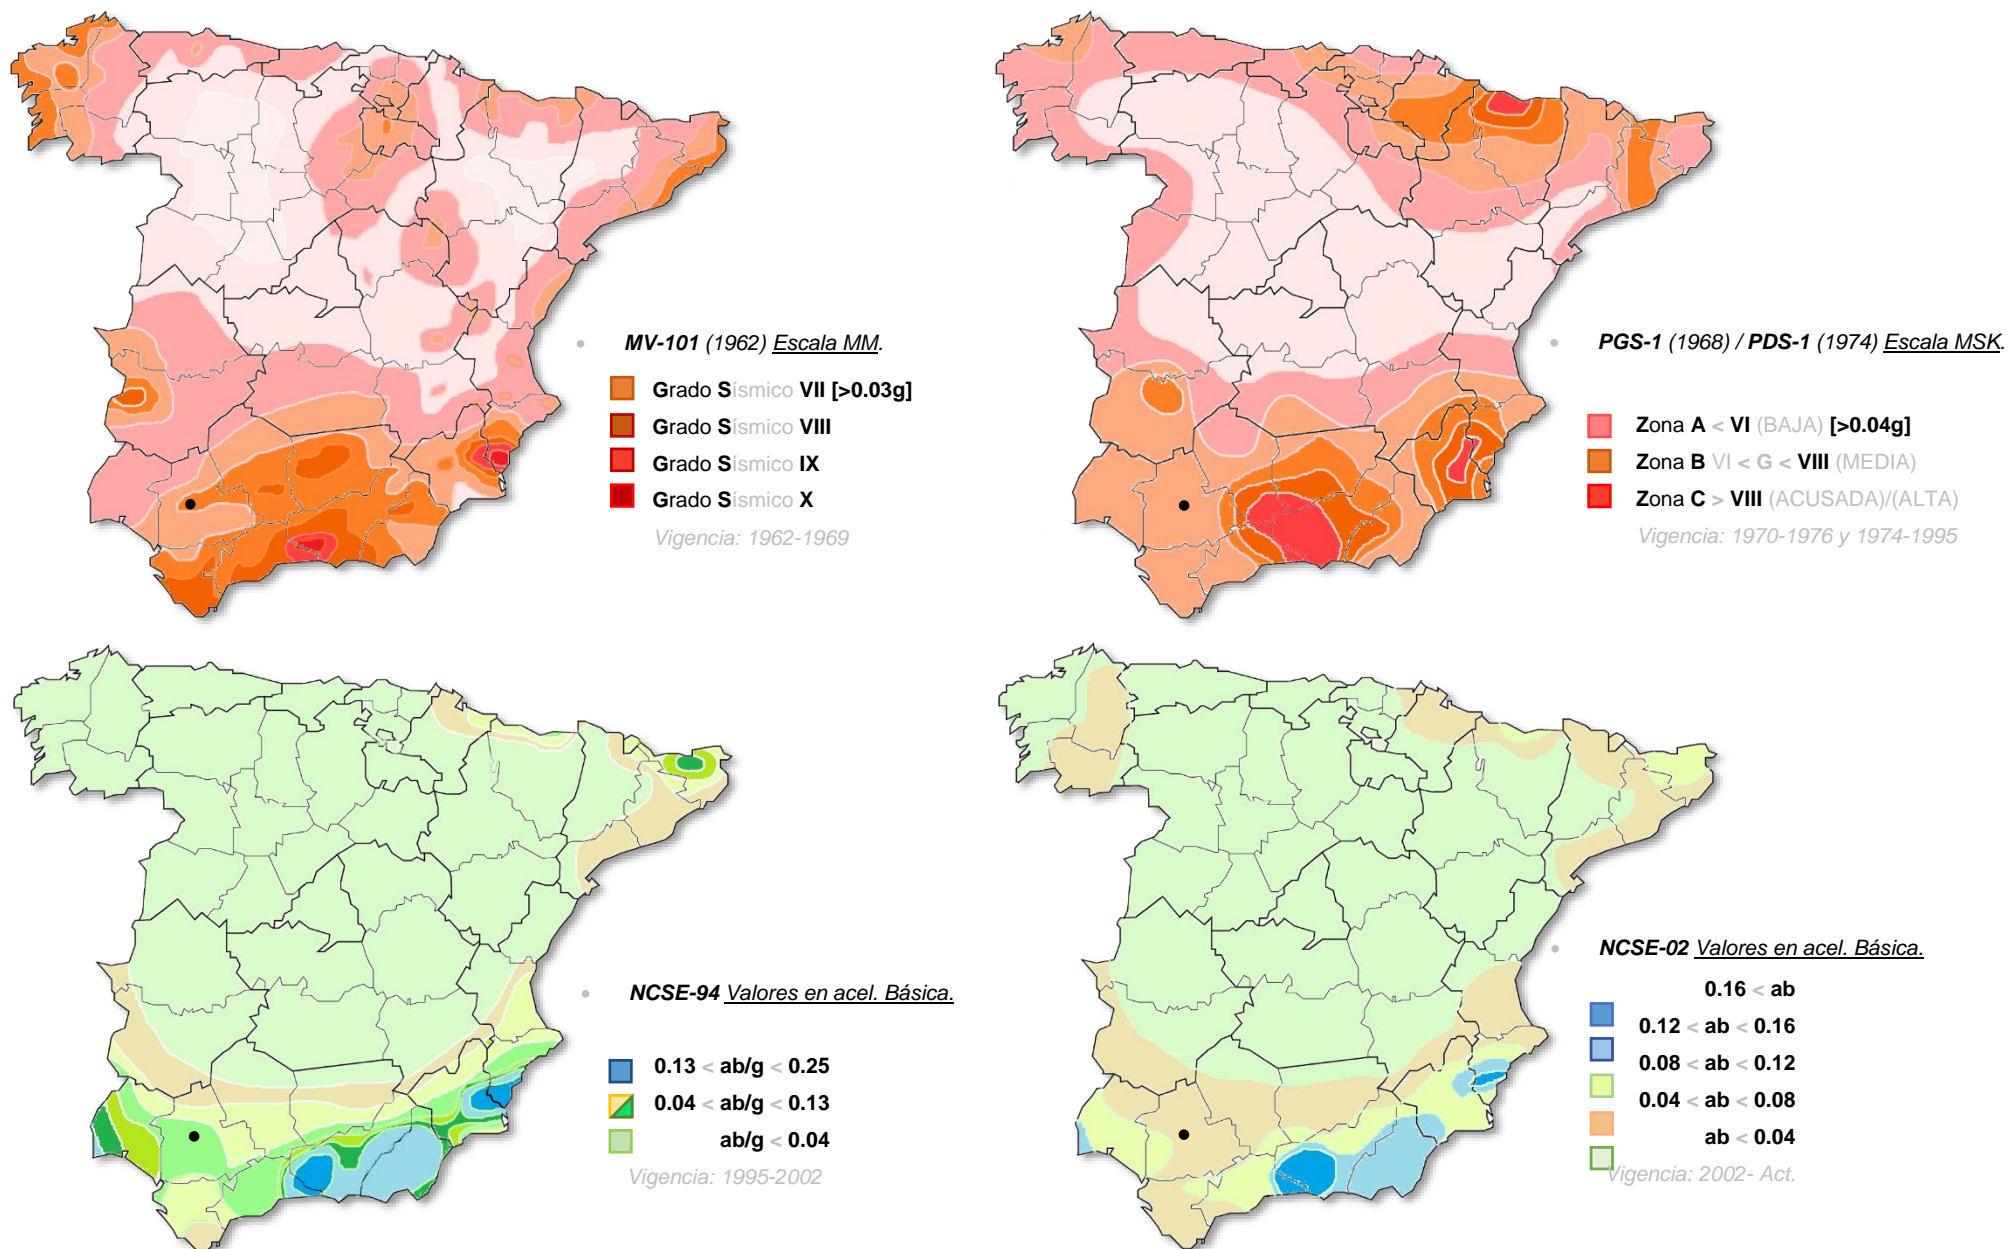 MV-101 (1962) Escala MM.
Grado Sísmico VII [>0.03g]
Grado Sísmico VIII
Grado Sísmico IX
Grado Sísmico X
Vigencia: 1962-1969
PGS-1 (1968) / PDS-1 (1974) Escala MSK.
Zona A < VI (BAJA) [>0.04g]
Zona B VI < G < VIII (MEDIA)
Zona C > VIII (ACUSADA)/(ALTA)
Vigencia: 1970-1976 y 1974-1995
NCSE-94 Valores en acel. Básica.
0.13 < ab/g < 0.25
0.04 < ab/g < 0.13
ab/g < 0.04
Vigencia: 1995-2002
NCSE-02 Valores en acel. Básica.
0.16 < ab
0.12 < ab < 0.16
0.08 < ab < 0.12
0.04 < ab < 0.08
ab < 0.04
Vigencia: 2002- Act.